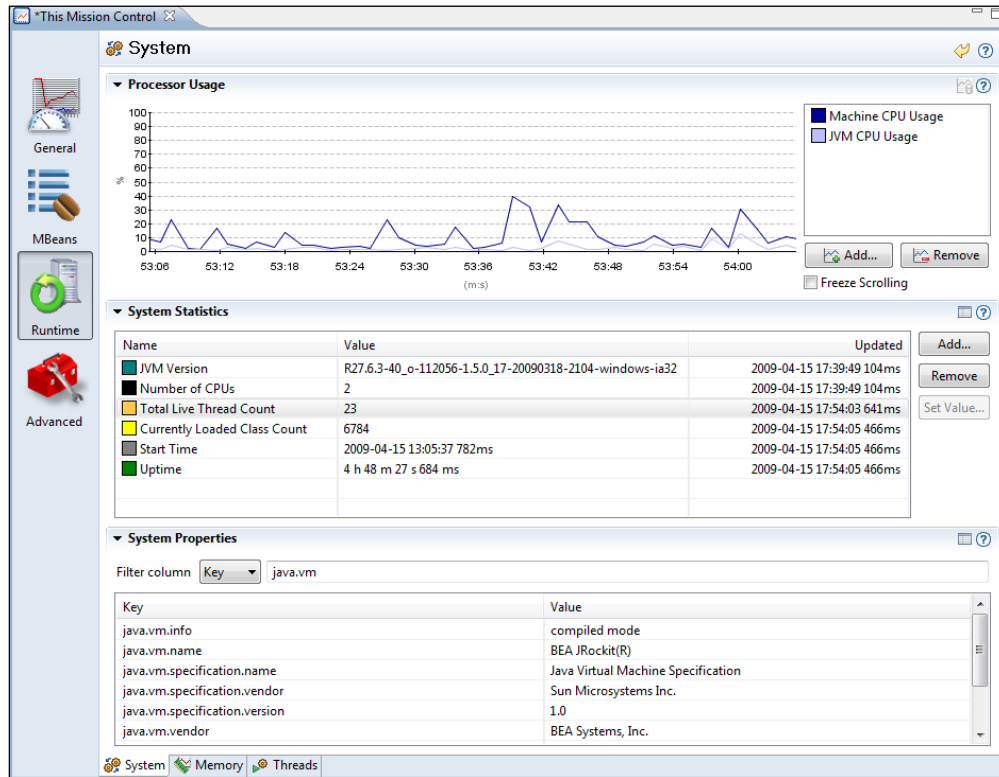 *This Mission Control
System
General
MBeans
Runtime
Advanced
Processor Usage
100
90
80
70
60
50
40
30
20
10
0
%
53:06 53:12 53:18 53:24 53:30 53:36 53:42 53:48 53:54 54:00
(m:s)
Machine CPU Usage
JVM CPU Usage
Add... Remove
Freeze Scrolling
System Statistics
Name Value Updated
JVM Version R27.6.3-40_o-112056-1.5.0_17-20090318-2104-windows-ia32 2009-04-15 17:39:49 104ms
Number of CPUs 2 2009-04-15 17:39:49 104ms
Total Live Thread Count 23 2009-04-15 17:54:03 641ms
Currently Loaded Class Count 6784 2009-04-15 17:54:05 466ms
Start Time 2009-04-15 13:05:37 782ms 2009-04-15 17:54:05 466ms
Uptime 4 h 48 m 27 s 684 ms 2009-04-15 17:54:05 466ms
Add...
Remove
Set Value...
System Properties
Filter column Key java.vm
Key Value
java.vm.info compiled mode
java.vm.name BEA JRockit(R)
java.vm.specification.name Java Virtual Machine Specification
java.vm.specification.vendor Sun Microsystems Inc.
java.vm.specification.version 1.0
java.vm.vendor BEA Systems, Inc.
System Memory Threads